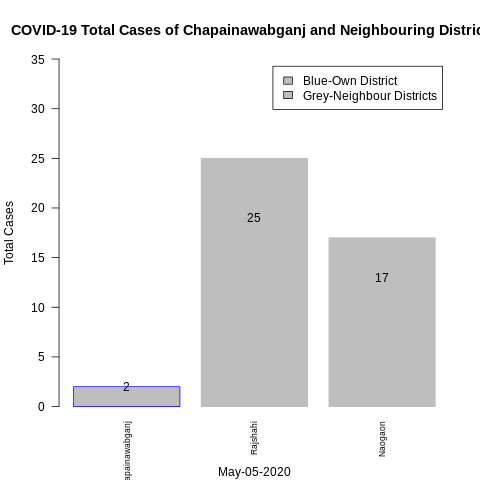 COVID-19 Total Cases of Chapainawabganj and Neighbouring Distric
35
30
25
20
15
10
5
0
Total Cases
Blue-Own District
Grey-Neighbour Districts
2
25
17
apainawabganj
Rajshahi
Naogaon
May-05-2020